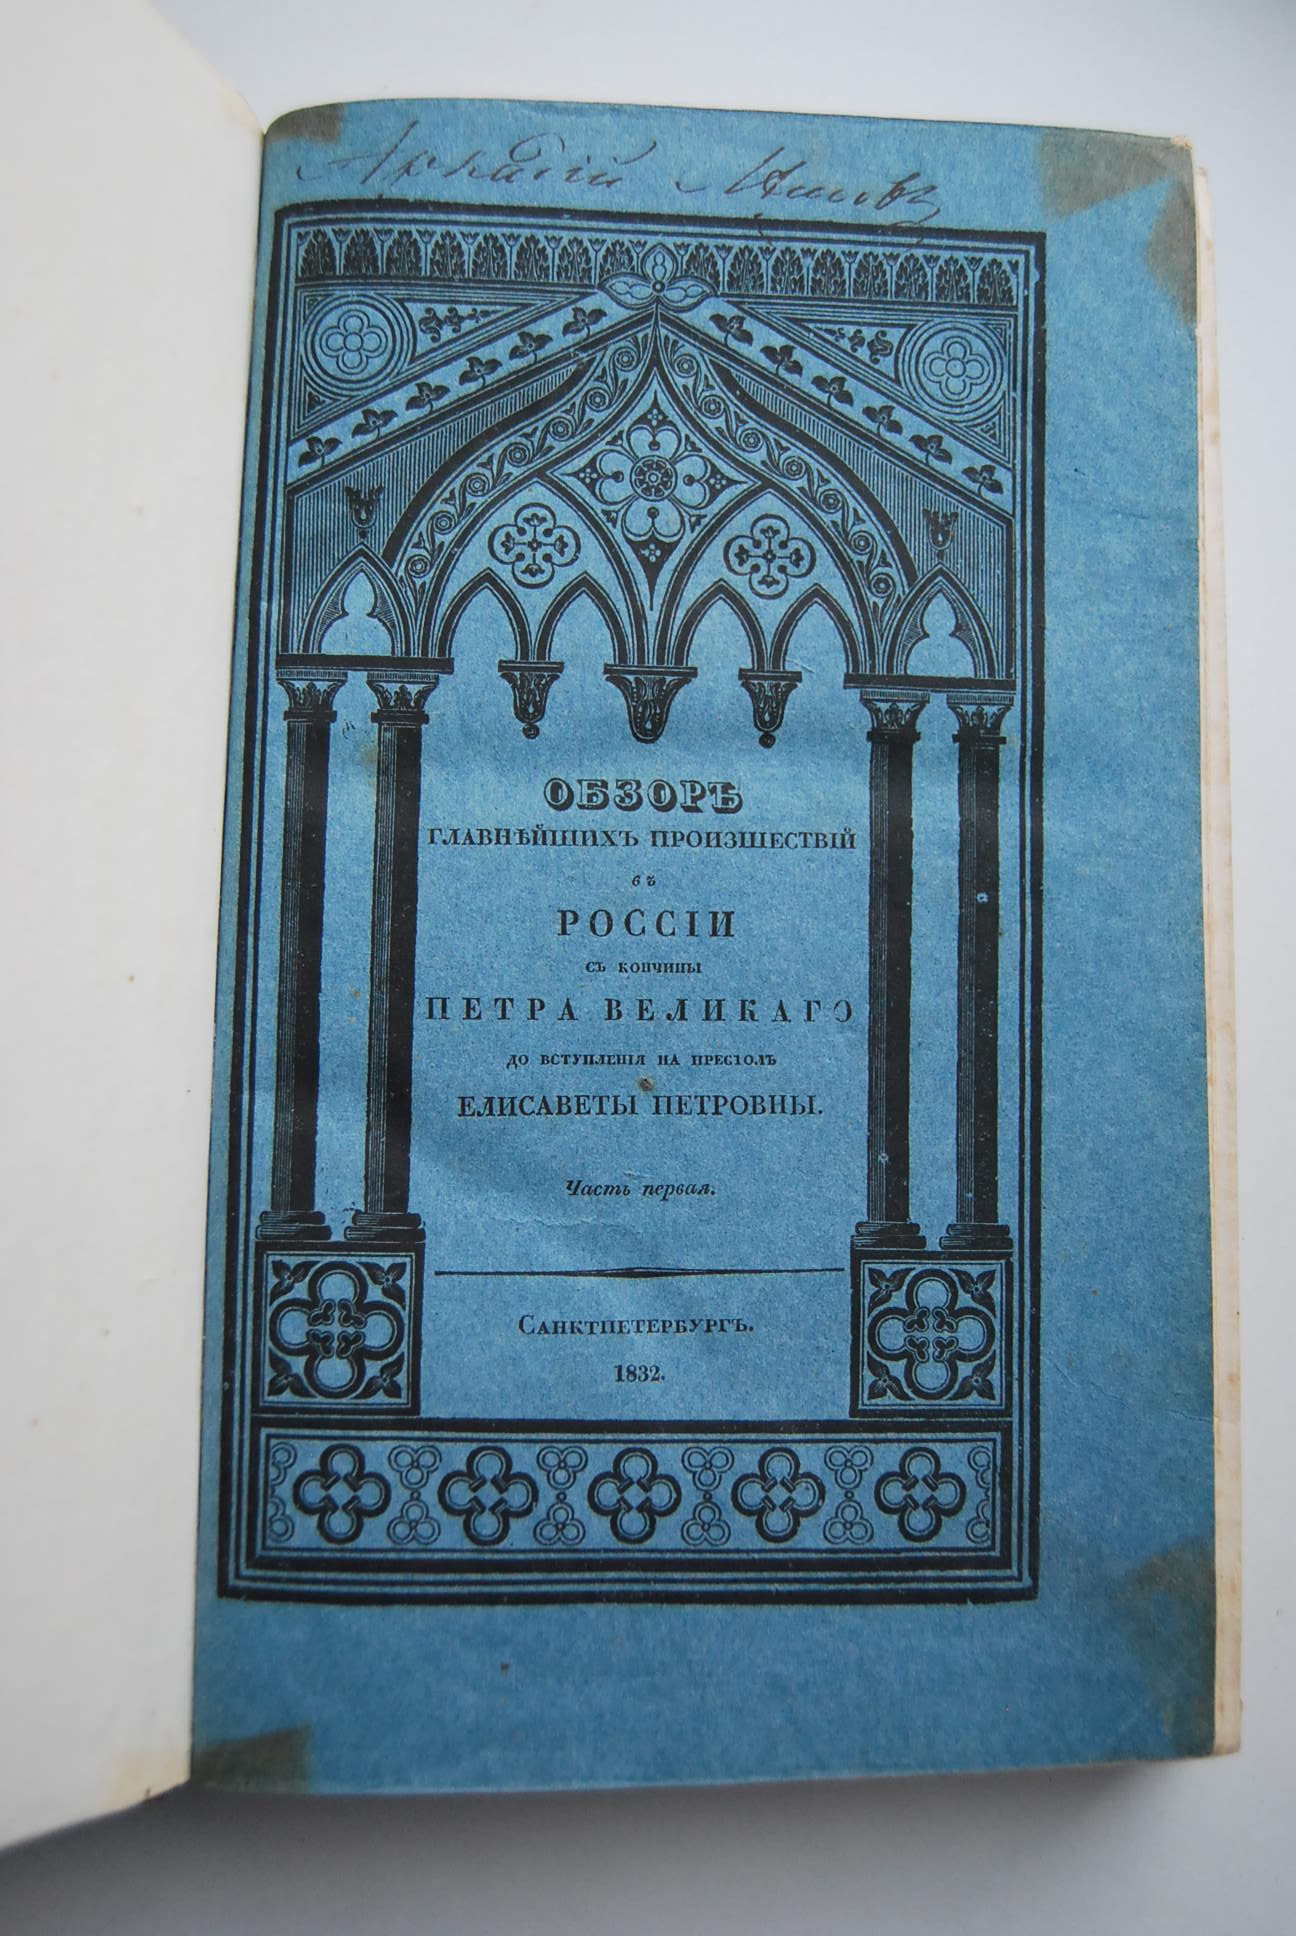 Аркадій
ОБЗОРЪ
ГЛАВНѢЙШИХЪ ПРОИЗШЕСТВІЙ
въ
РОССІИ
СЪ КОНЧИНЫ
ПЕТРА ВЕЛИКАГО
ДО ВСТУПЛЕНІЯ НА ПРЕСТОЛЪ
ЕЛИСАВЕТЫ ПЕТРОВНЫ.
Часть первая.
САНКТПЕТЕРБУРГЪ.
1832.